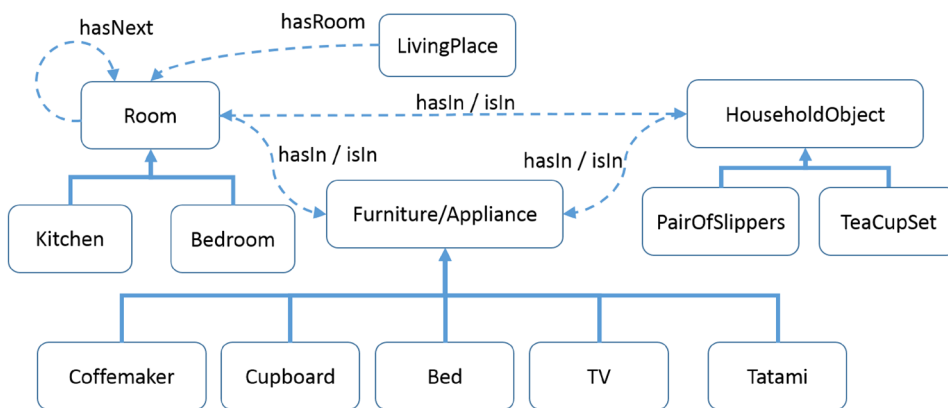 hasNext
hasRoom
LivingPlace
Room
hasIn / isIn
HouseholdObject
hasIn / isIn
hasIn / isIn
Furniture/Appliance
Kitchen
Bedroom
PairOfSlippers
TeaCupSet
Coffemaker
Cupboard
Bed
TV
Tatami